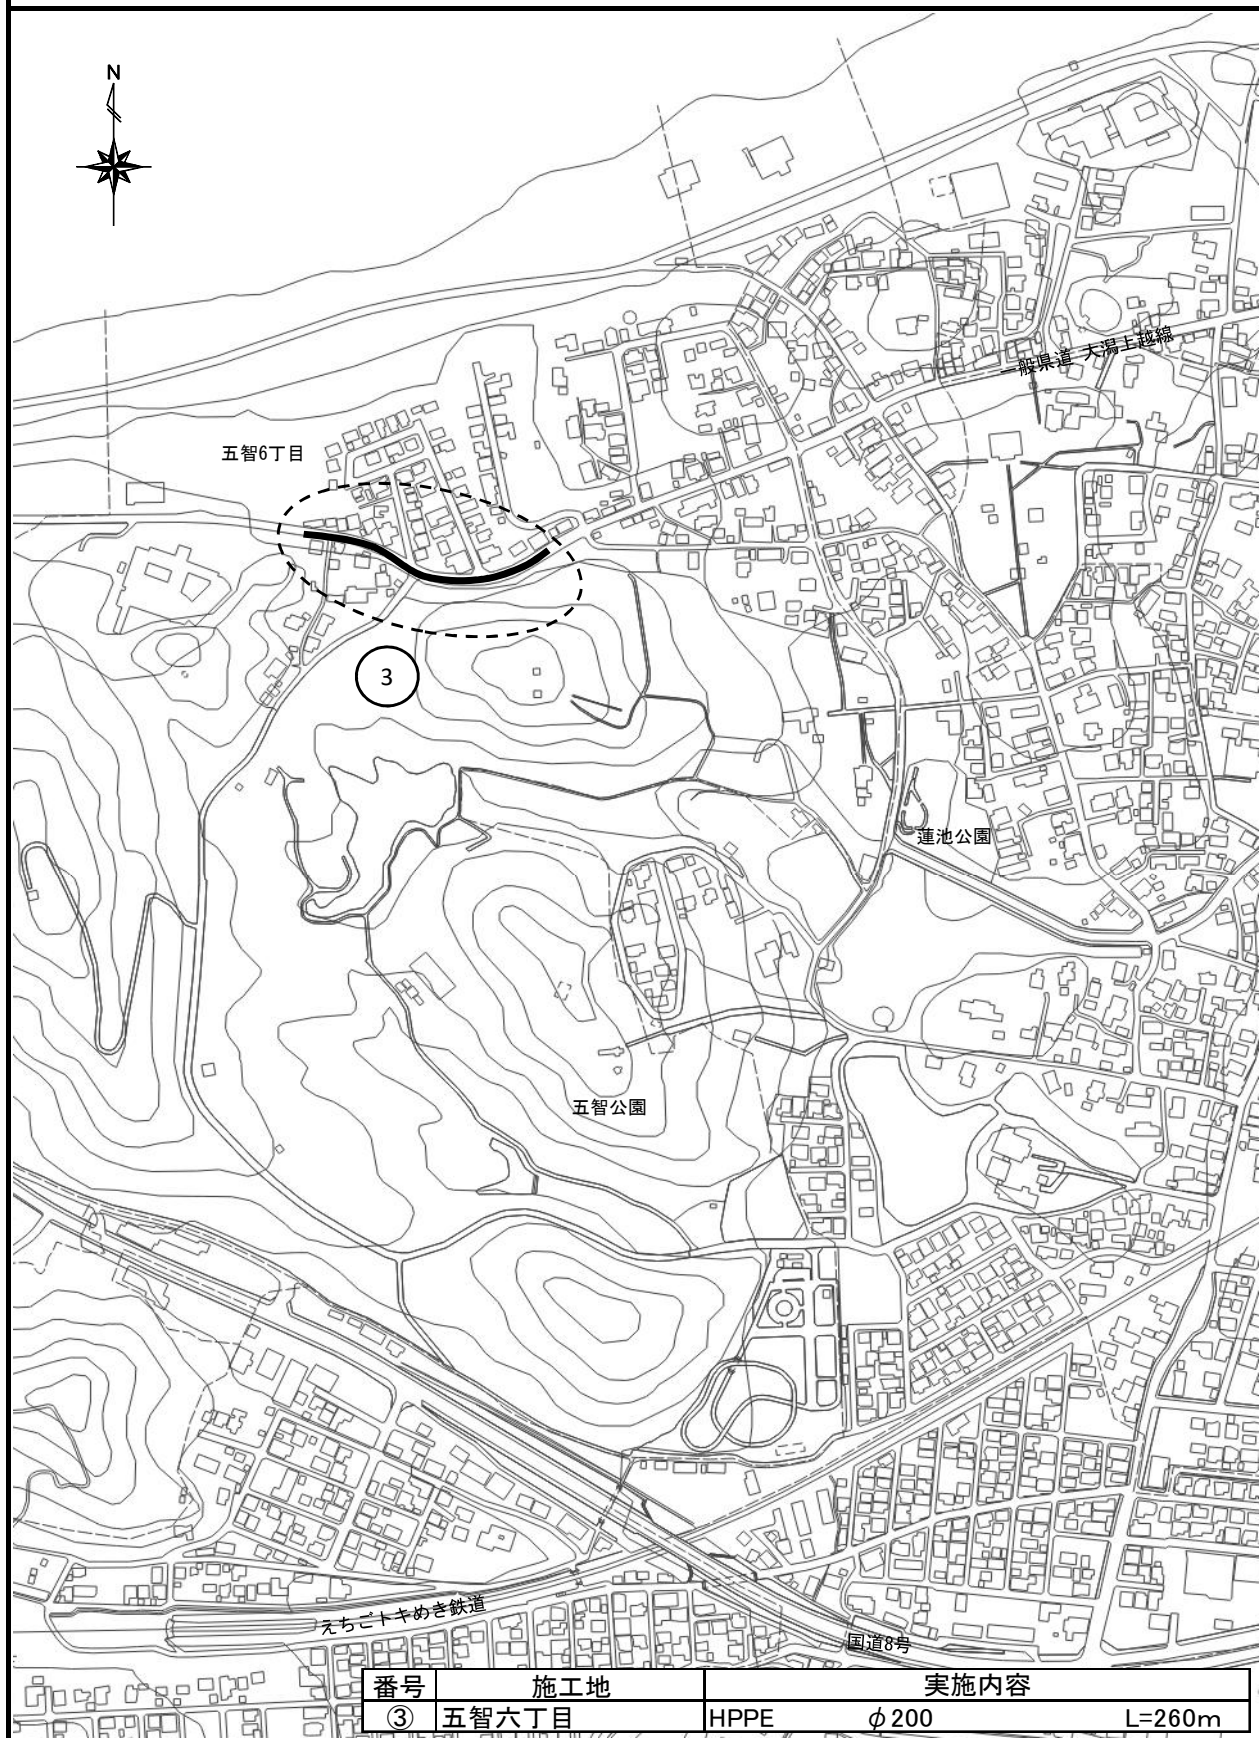 N
一般県道 大潟上越線
五智6丁目
3
蓮池公園
五智公園
えちごトキめき鉄道
国道8号
番号 施工地 実施内容
③ 五智六丁目 HPPE φ200 L=260m